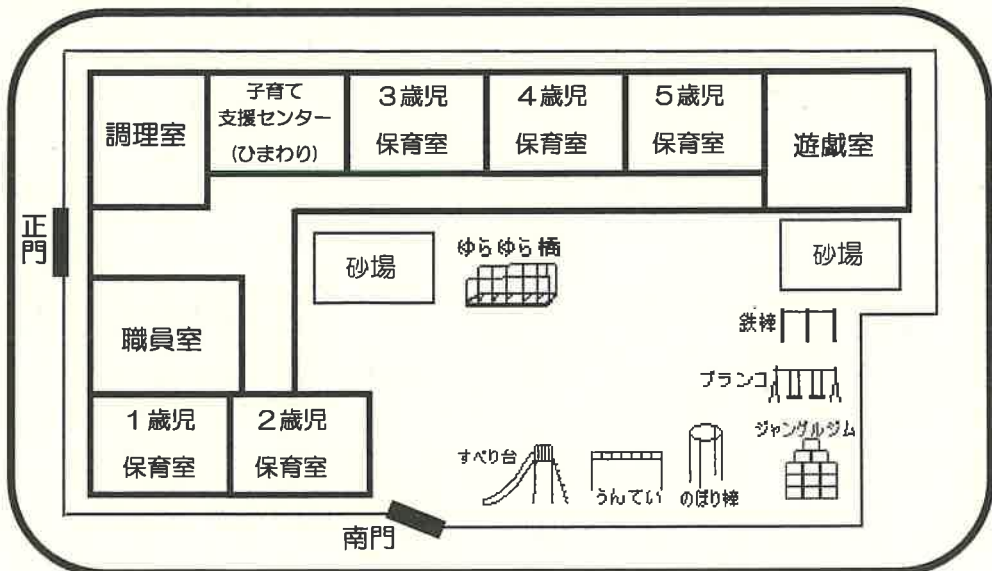 調理室
子育て
支援センター
(ひまわり)
3歳児
保育室
4歳児
保育室
5歳児
保育室
遊戯室
正門
砂場
ゆらゆら橋
砂場
鉄棒
職員室
ブランコ
ジャングルジム
1歳児
保育室
2歳児
保育室
すべり台
うんてい
のぼり棒
南門